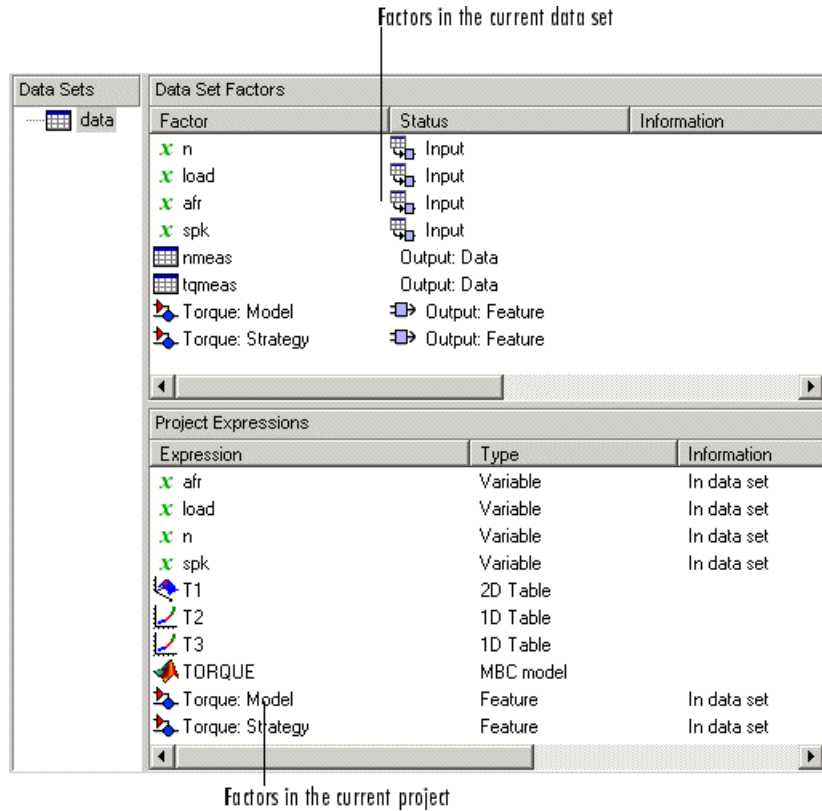 Factors in the current data set
Data Sets
data
Data Set Factors
Factor Status Information
x n Input
x load Input
x afr Input
x spk Input
nmeas Output: Data
tqmeas Output: Data
Torque: Model Output: Feature
Torque: Strategy Output: Feature
Project Expressions
Expression Type Information
x afr Variable In data set
x load Variable In data set
x n Variable In data set
x spk Variable In data set
T1 2D Table
T2 1D Table
T3 1D Table
TORQUE MBC model
Torque: Model Feature In data set
Torque: Strategy Feature In data set
Factors in the current project